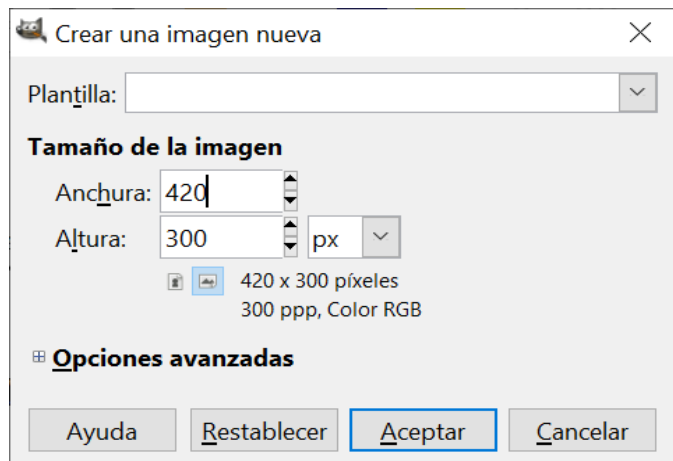 Crear una imagen nueva
Plantilla:
Tamaño de la imagen
Anchura: 420
Altura: 300 px
420 x 300 píxeles
300 ppp, Color RGB
Opciones avanzadas
Ayuda Restablecer Aceptar Cancelar